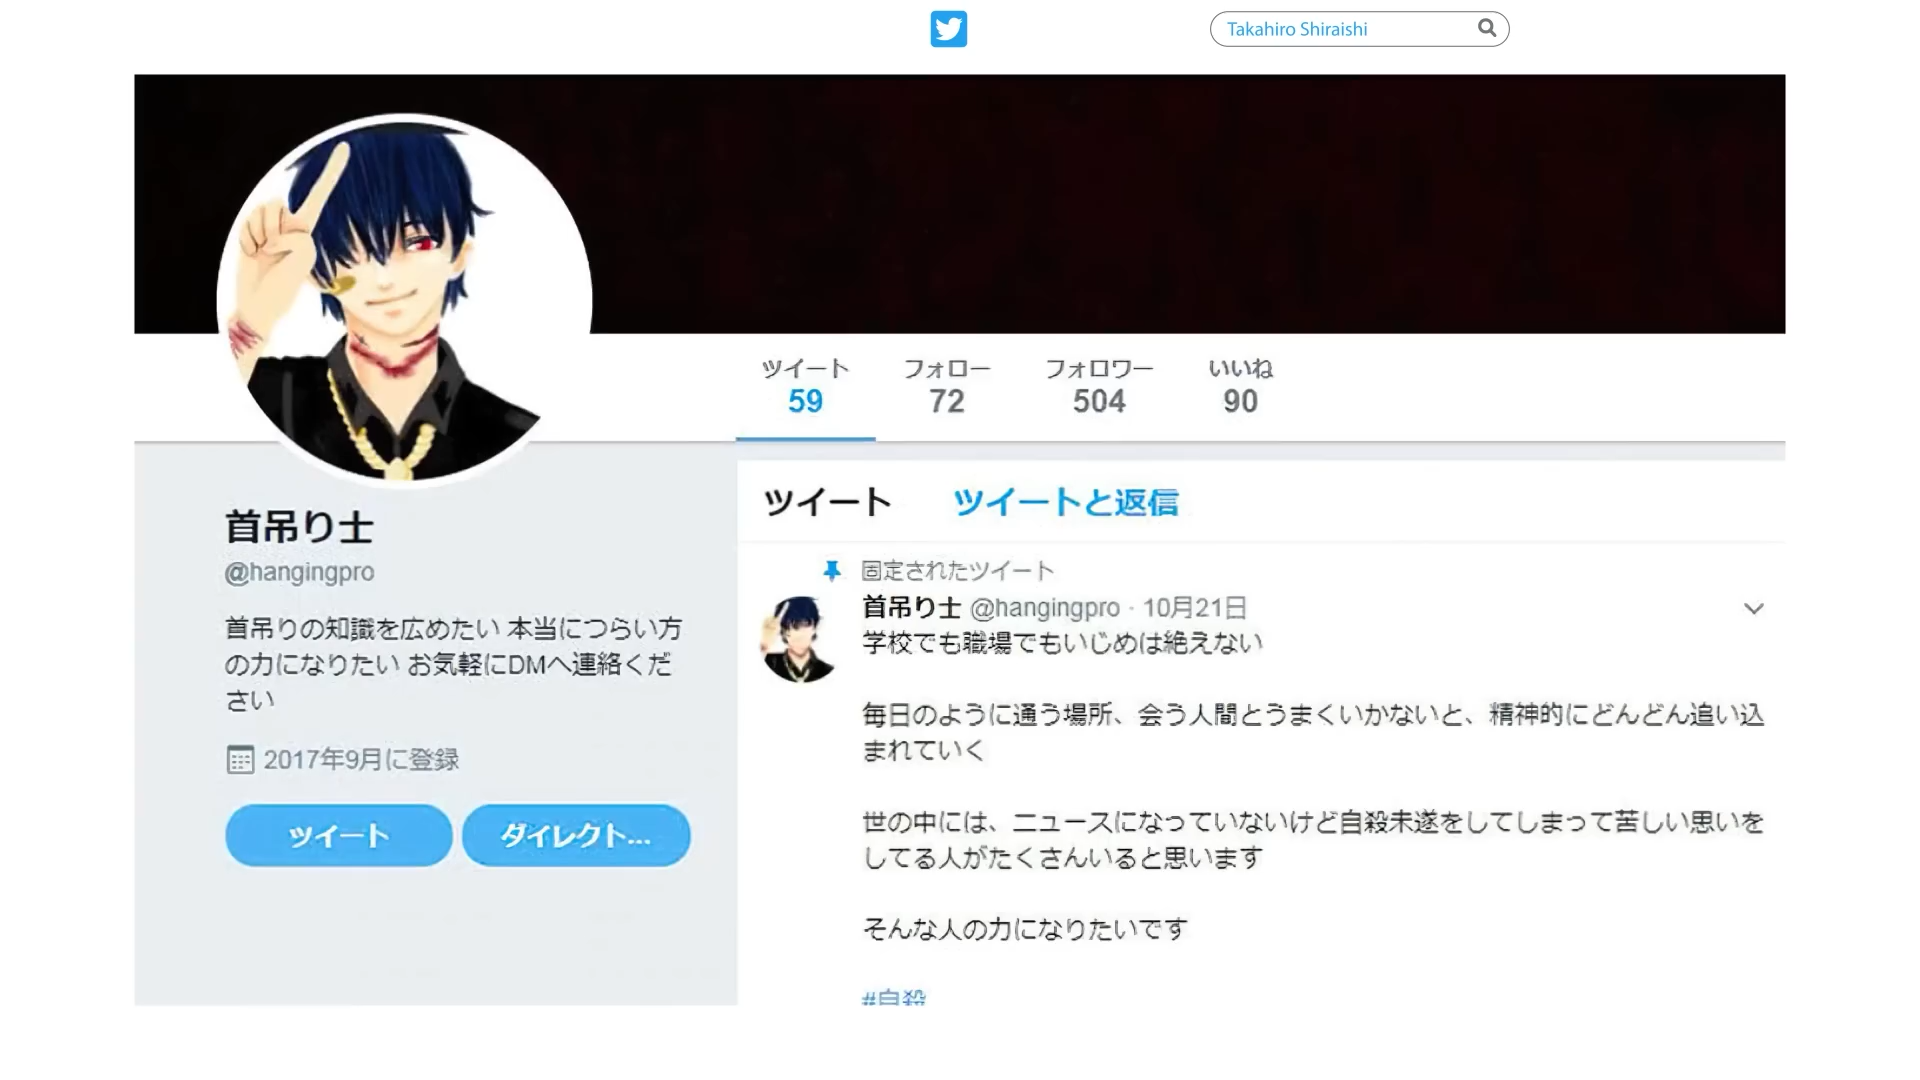 Takahiro Shiraishi
ツイート
59
フォロー
72
フォロワー
504
いいね
90
首吊り士
@hangingpro
首吊りの知識を広めたい 本当につらい方
の力になりたい お気軽にDMへ連絡くだ
さい
2017年9月に登録
ツイート
ダイレクト...
ツイート ツイートと返信
固定されたツイート
首吊り士 @hangingpro · 10月21日
学校でも職場でもいじめは絶えない
毎日のように通う場所、会う人間とうまくいかないと、精神的にどんどん追い込
まれていく
世の中には、ニュースになっていないけど自殺未遂をしてしまって苦しい思いを
してる人がたくさんいると思います
そんな人の力になりたいです
#自殺